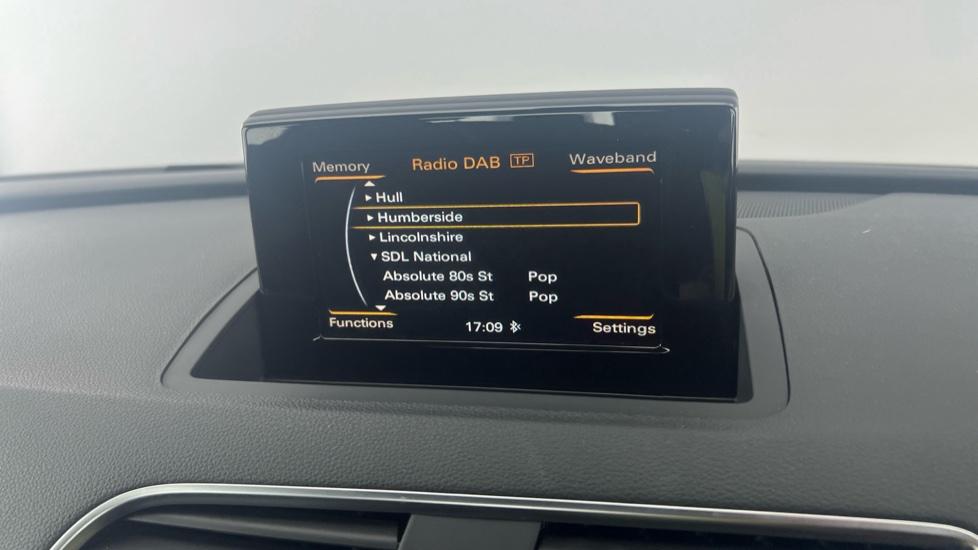 Memory Radio DAB TP Waveband
Hull
Humberside
Lincolnshire
SDL National
Absolute 80s St Pop
Absolute 90s St Pop
Functions 17:09 Settings